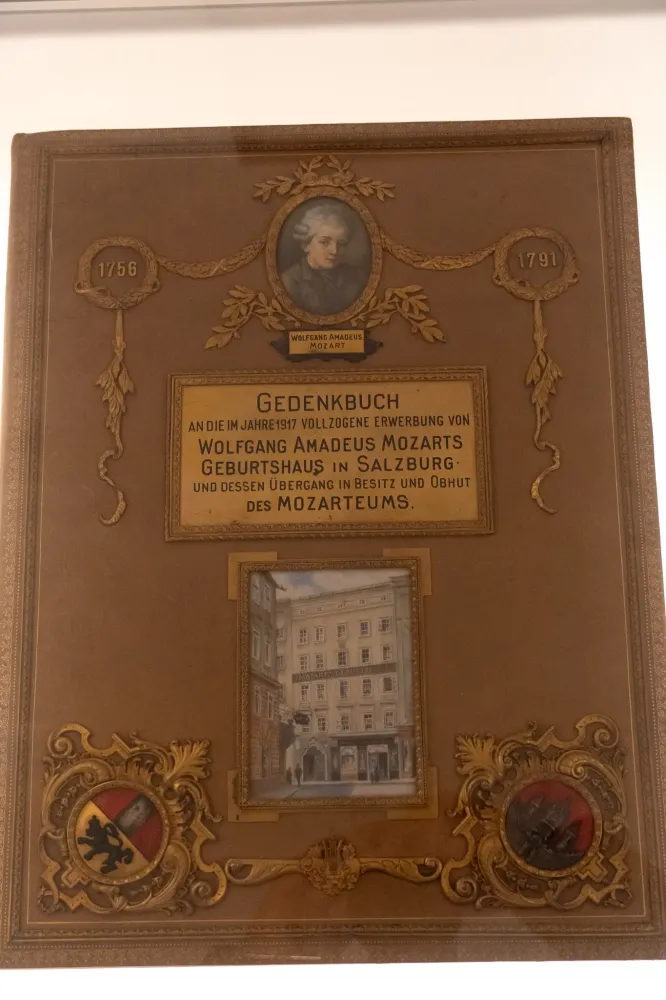 1756
1791
WOLFGANG AMADEUS
MOZART
GEDENKBUCH
AN DIE IM JAHRE 1917 VOLLZOGENE ERWERBUNG VON
WOLFGANG AMADEUS MOZARTS
GEBURTSHAUS IN SALZBURG
UND DESSEN ÜBERGANG IN BESITZ UND OBHUT
DES MOZARTEUMS.